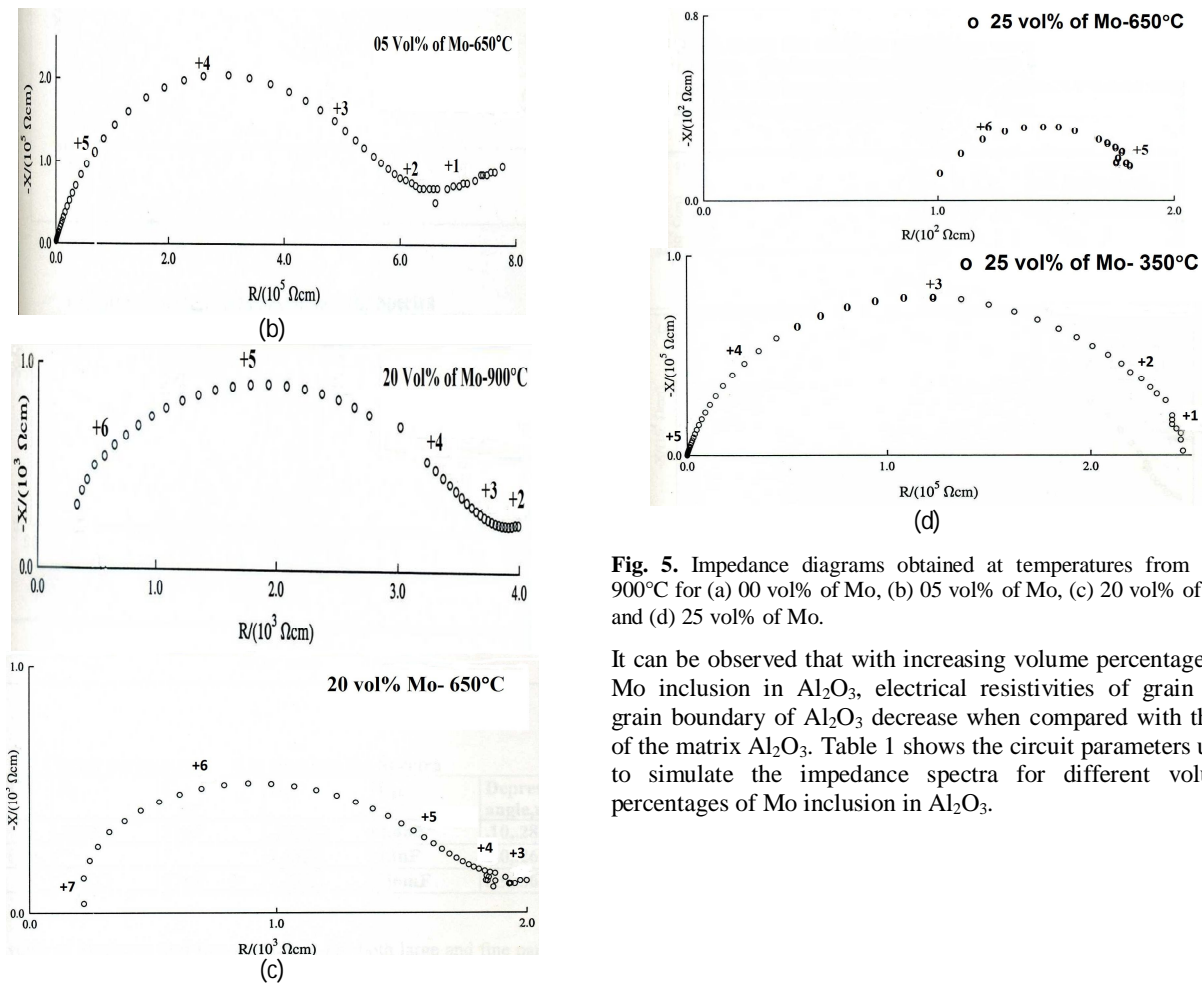 05 Vol% of Mo-650°C
+4
+3
2.0
+5
+2
+1
1.0
-X/(10⁵ Ωcm)
0.0
0.0 2.0 4.0 6.0 8.0
R/(10⁵ Ωcm)
(b)
1.0
+5
20 Vol% of Mo-900°C
+6
+4
+3
+2
-X/(10³ Ωcm)
0.0
0.0 1.0 2.0 3.0 4.0
R/(10³ Ωcm)
1.0
20 vol% Mo- 650°C
+6
+5
+4
+3
+7
-X/(10³ Ωcm)
0.0
0.0 1.0 2.0
R/(10³ Ωcm)
(c)
0.8
o 25 vol% of Mo-650°C
+6
+5
-X/(10² Ωcm)
0.0
0.0 1.0 2.0
R/(10² Ωcm)
1.0
o 25 vol% of Mo- 350°C
+3
+4
+2
+1
+5
-X/(10⁵ Ωcm)
0.0
0.0 1.0 2.0
R/(10⁵ Ωcm)
(d)
Fig. 5. Impedance diagrams obtained at temperatures from
900°C for (a) 00 vol% of Mo, (b) 05 vol% of Mo, (c) 20 vol% of
and (d) 25 vol% of Mo.
It can be observed that with increasing volume percentage
Mo inclusion in Al₂O₃, electrical resistivities of grain
grain boundary of Al₂O₃ decrease when compared with
of the matrix Al₂O₃. Table 1 shows the circuit parameters
to simulate the impedance spectra for different
percentages of Mo inclusion in Al₂O₃.